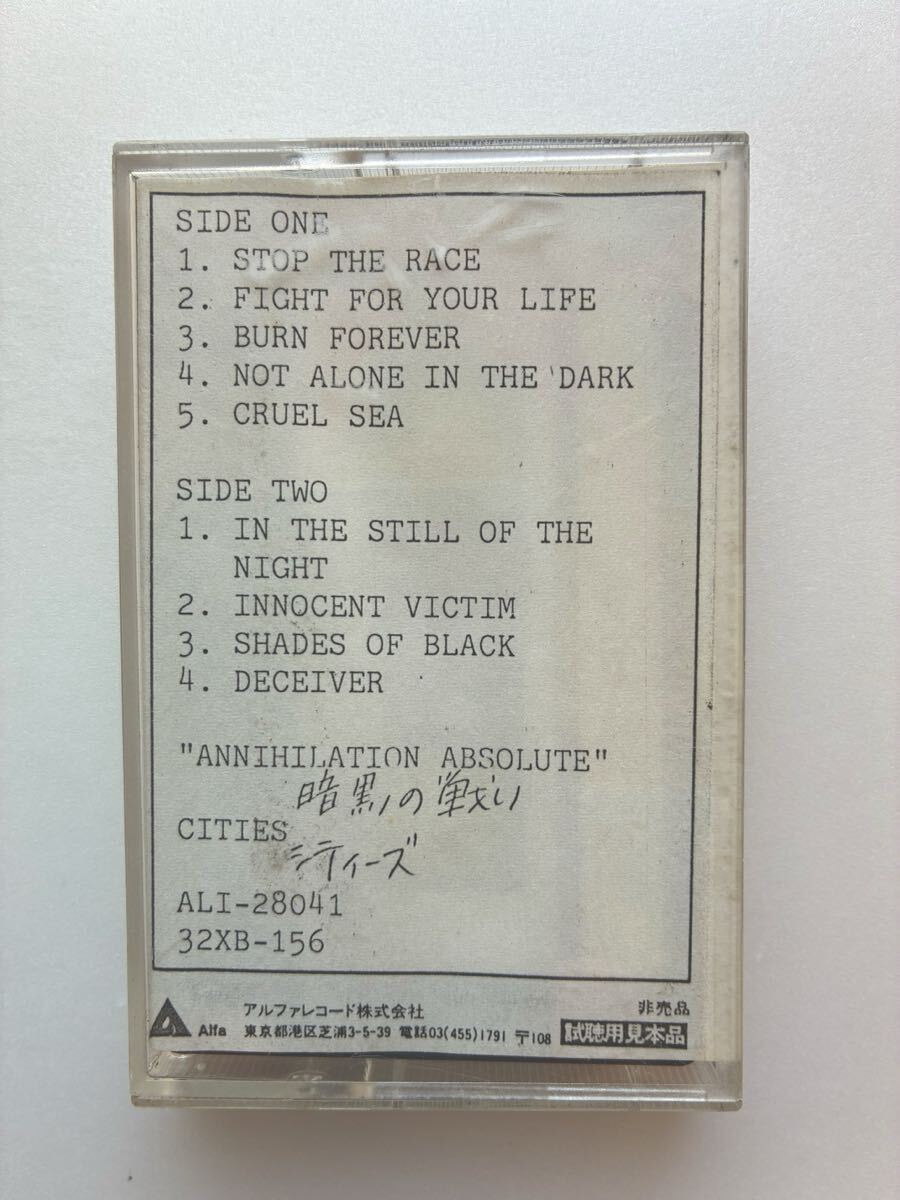 SIDE ONE
1. STOP THE RACE
2. FIGHT FOR YOUR LIFE
3. BURN FOREVER
4. NOT ALONE IN THE DARK
5. CRUEL SEA
SIDE TWO
1. IN THE STILL OF THE
NIGHT
2. INNOCENT VICTIM
3. SHADES OF BLACK
4. DECEIVER
"ANNIHILATION ABSOLUTE"
暗黒の戦い
CITIES
シティーズ
ALI-28041
32XB-156
アルファレコード株式会社 非売品
Alfa 東京都港区芝浦3-5-39 電話03(455)1791 〒108 試聴用見本品